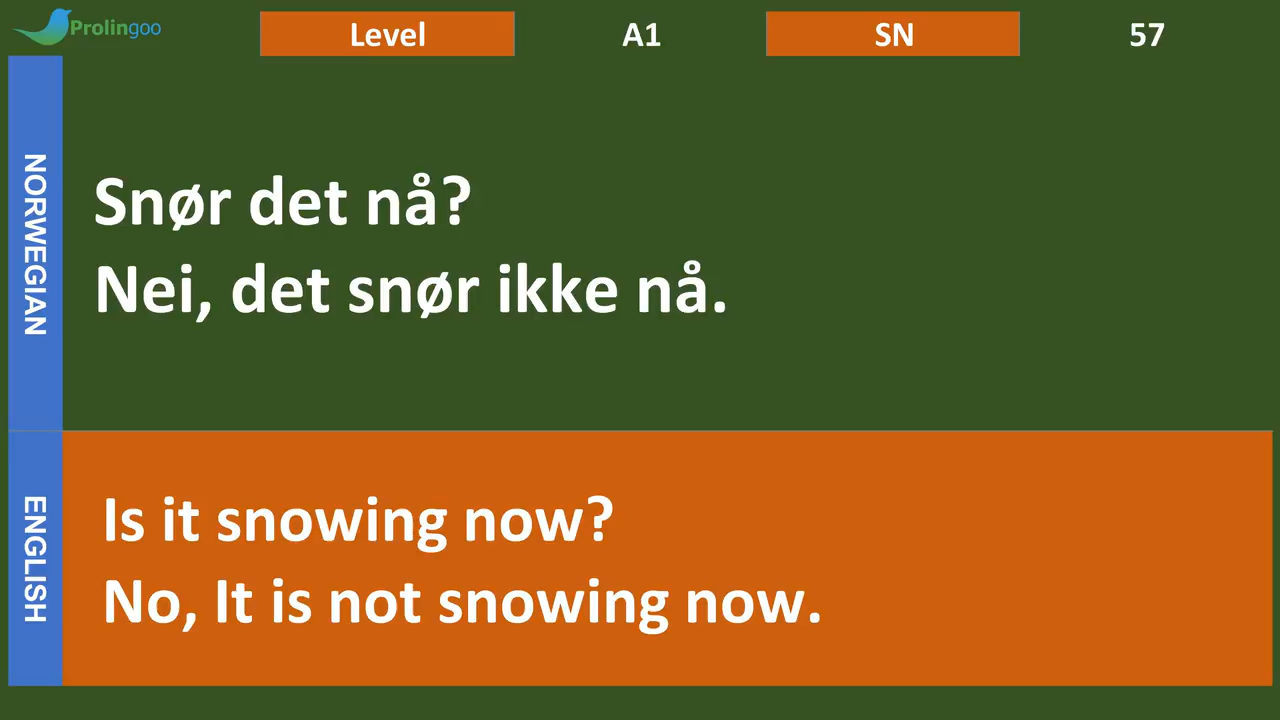 Prolingoo
Level A1 SN 57
NORWEGIAN
Snør det nå?
Nei, det snør ikke nå.
ENGLISH
Is it snowing now?
No, It is not snowing now.